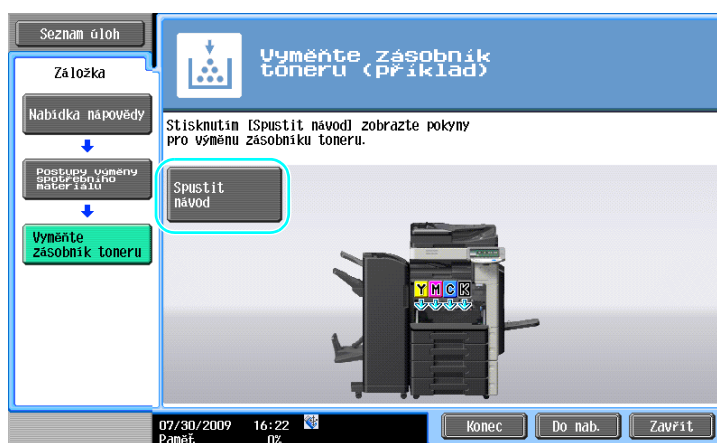 Seznam úloh
Záložka
Nabídka nápovědy
Postupy výměny
spotřebního
materiálu
Vyměňte
zásobník toneru
Vyměňte zásobník
toneru (příklad)
Stisknutím [Spustit návod] zobrazte pokyny
pro výměnu zásobníku toneru.
Spustit
návod
Y M C K
07/30/2009 16:22
Paměť. 0%
Konec
Do nab.
Zavřít